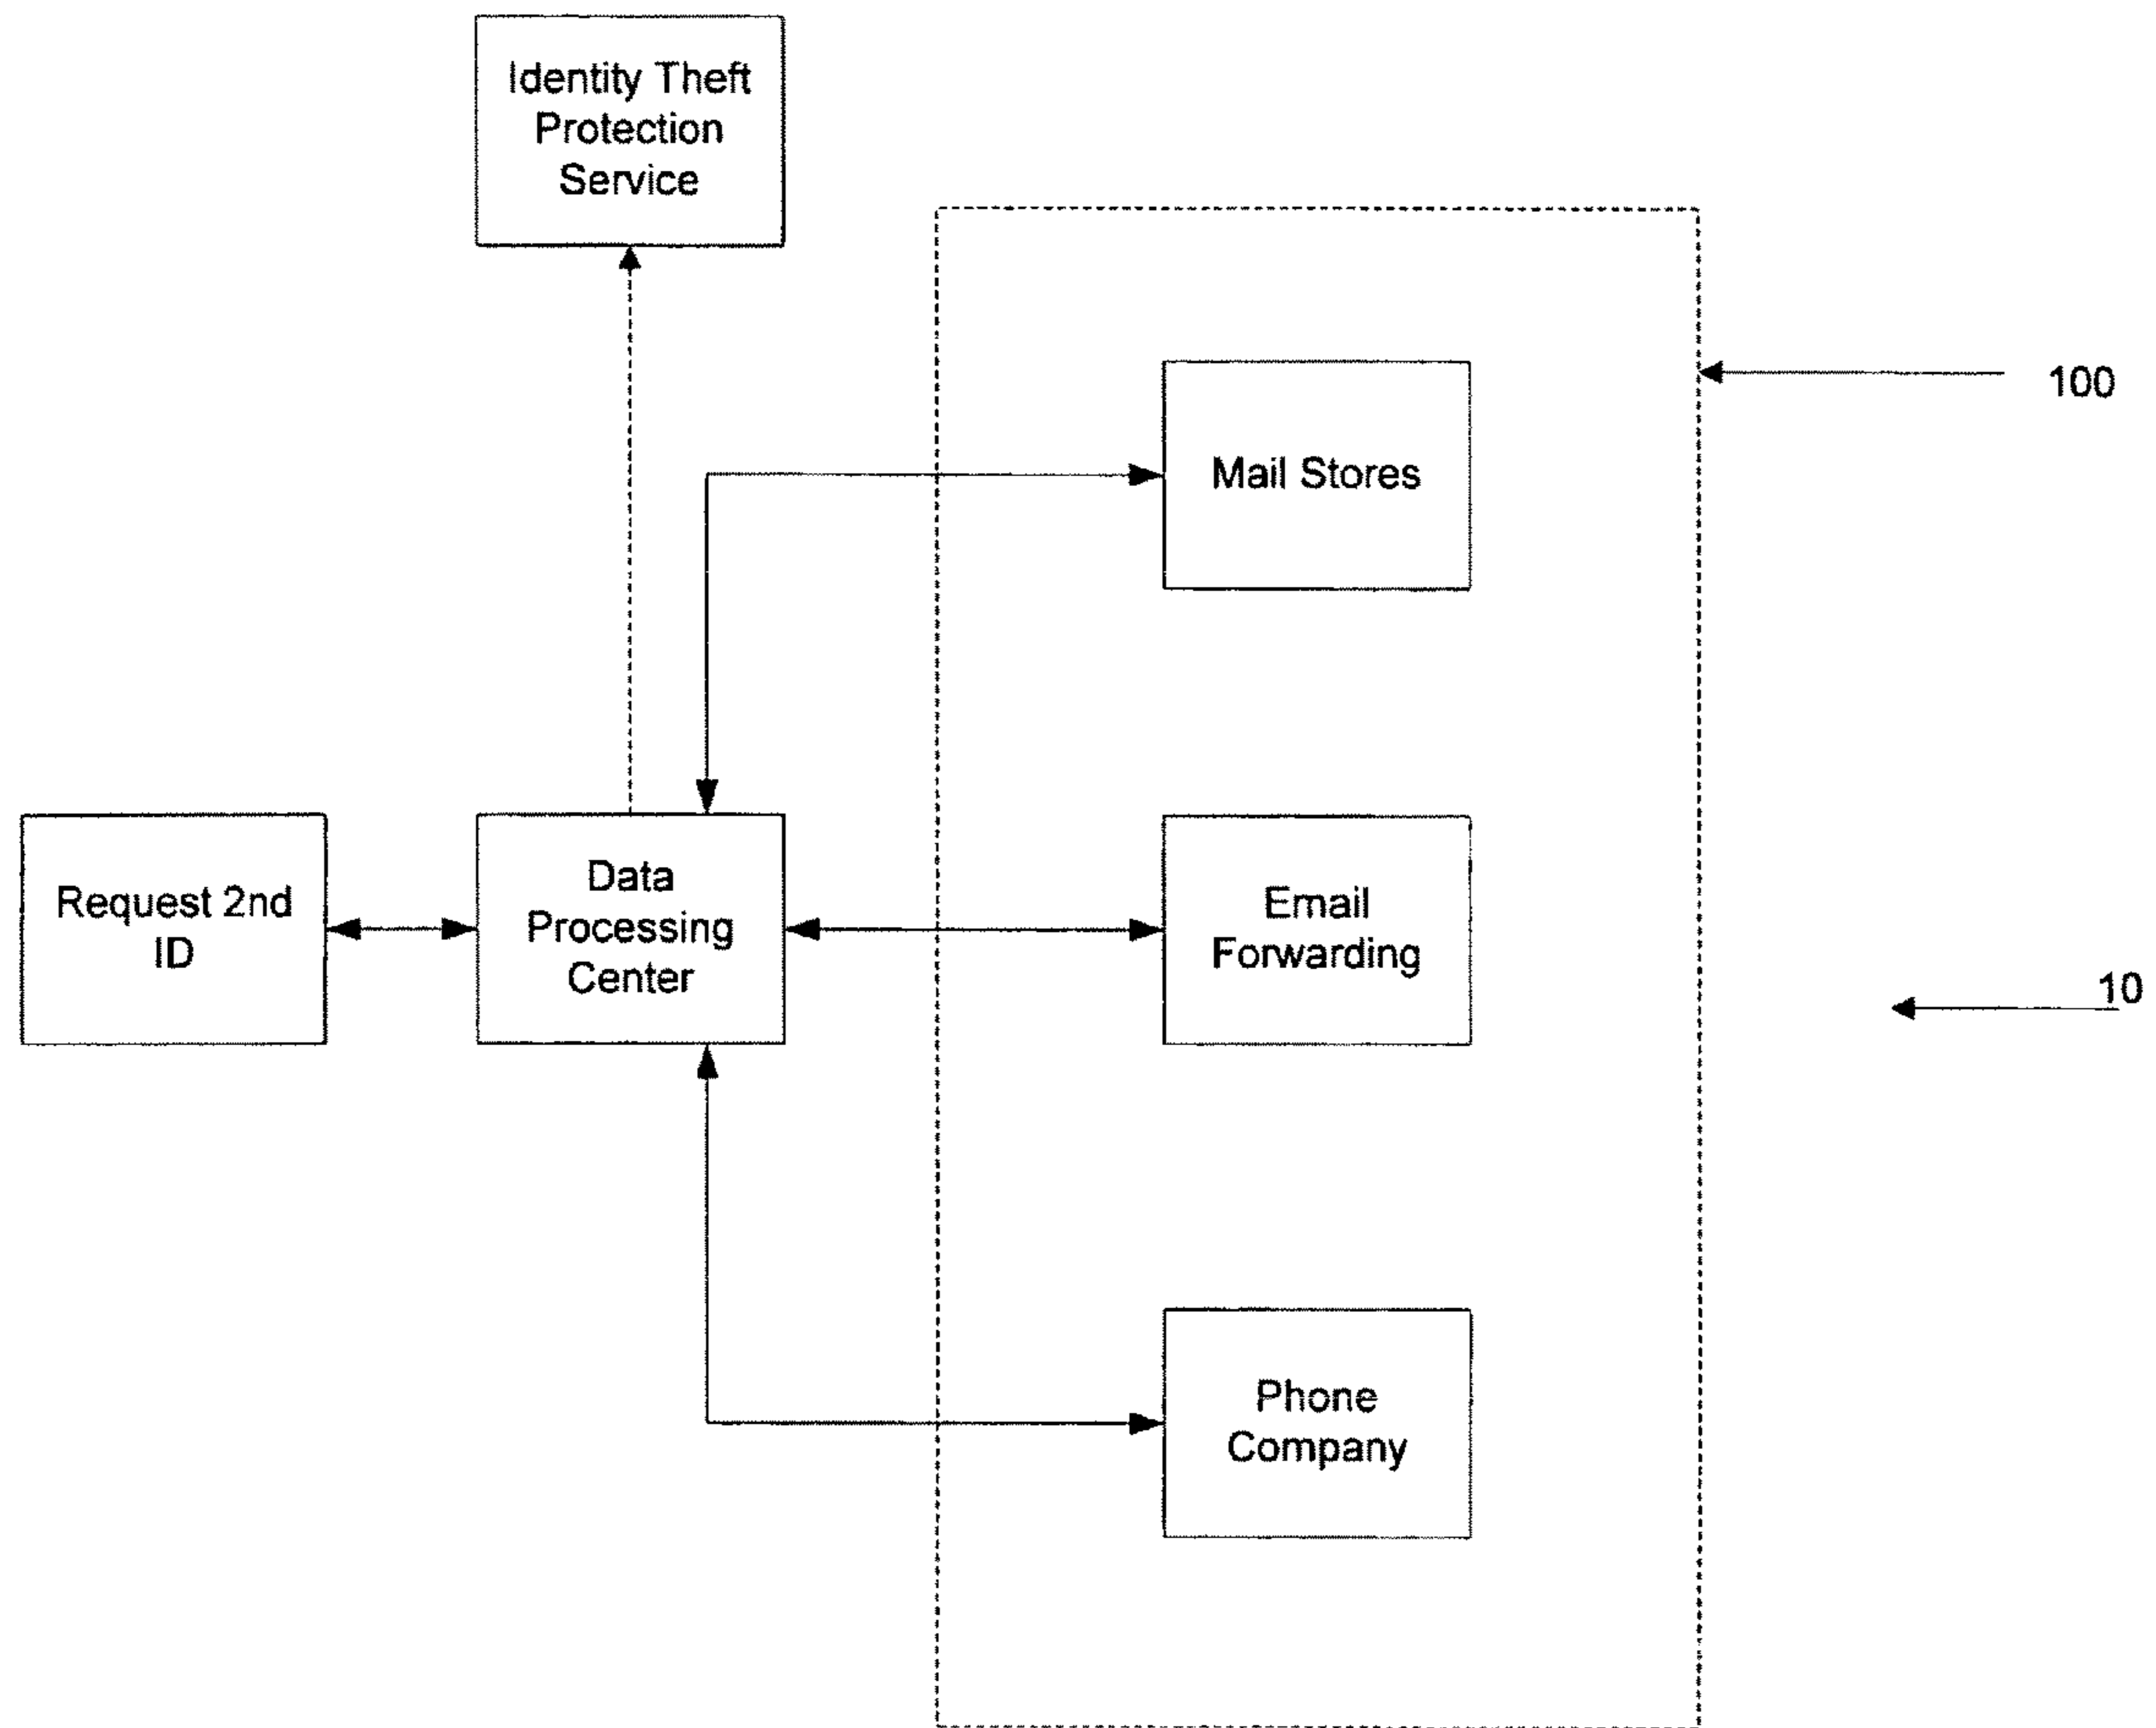 Identity Theft
Protection
Service
100
Mail Stores
Request 2nd
ID
Data
Processing
Center
Email
Forwarding
10
Phone
Company